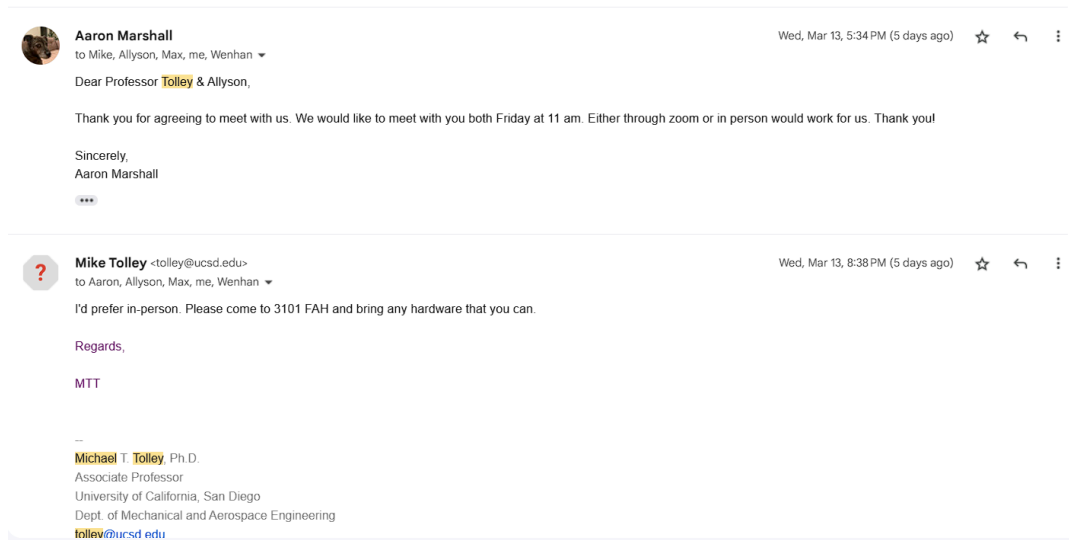 Aaron Marshall
Wed, Mar 13, 5:34 PM (5 days ago)
to Mike, Allyson, Max, me, Wenhan
Dear Professor Tolley & Allyson,
Thank you for agreeing to meet with us. We would like to meet with you both Friday at 11 am. Either through zoom or in person would work for us. Thank you!
Sincerely,
Aaron Marshall
•••
?
Mike Tolley <tolley@ucsd.edu>
Wed, Mar 13, 8:38 PM (5 days ago)
to Aaron, Allyson, Max, me, Wenhan
I'd prefer in-person. Please come to 3101 FAH and bring any hardware that you can.
Regards,
MTT
--
Michael T. Tolley, Ph.D.
Associate Professor
University of California, San Diego
Dept. of Mechanical and Aerospace Engineering
tolley@ucsd.edu